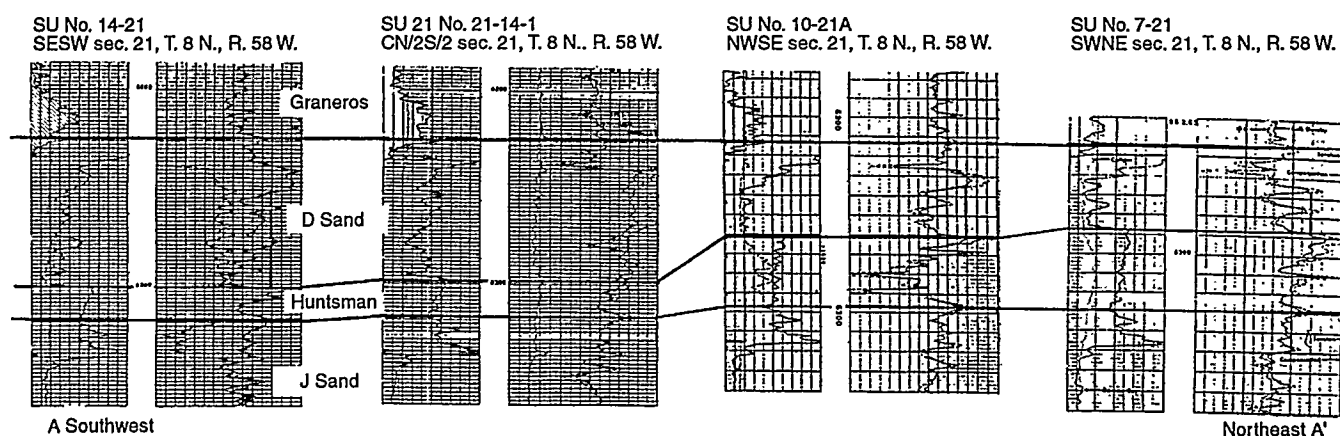 SU No. 14-21
SESW sec. 21, T. 8 N., R. 58 W.
SU 21 No. 21-14-1
CN/2S/2 sec. 21, T. 8 N.. R. 58 W.
SU No. 10-21A
NWSE sec. 21, T. 8 N., R. 58 W.
SU No. 7-21
SWNE sec. 21, T. 8 N., R. 58 W.
Graneros
D Sand
Huntsman
J Sand
A Southwest
Northeast A'